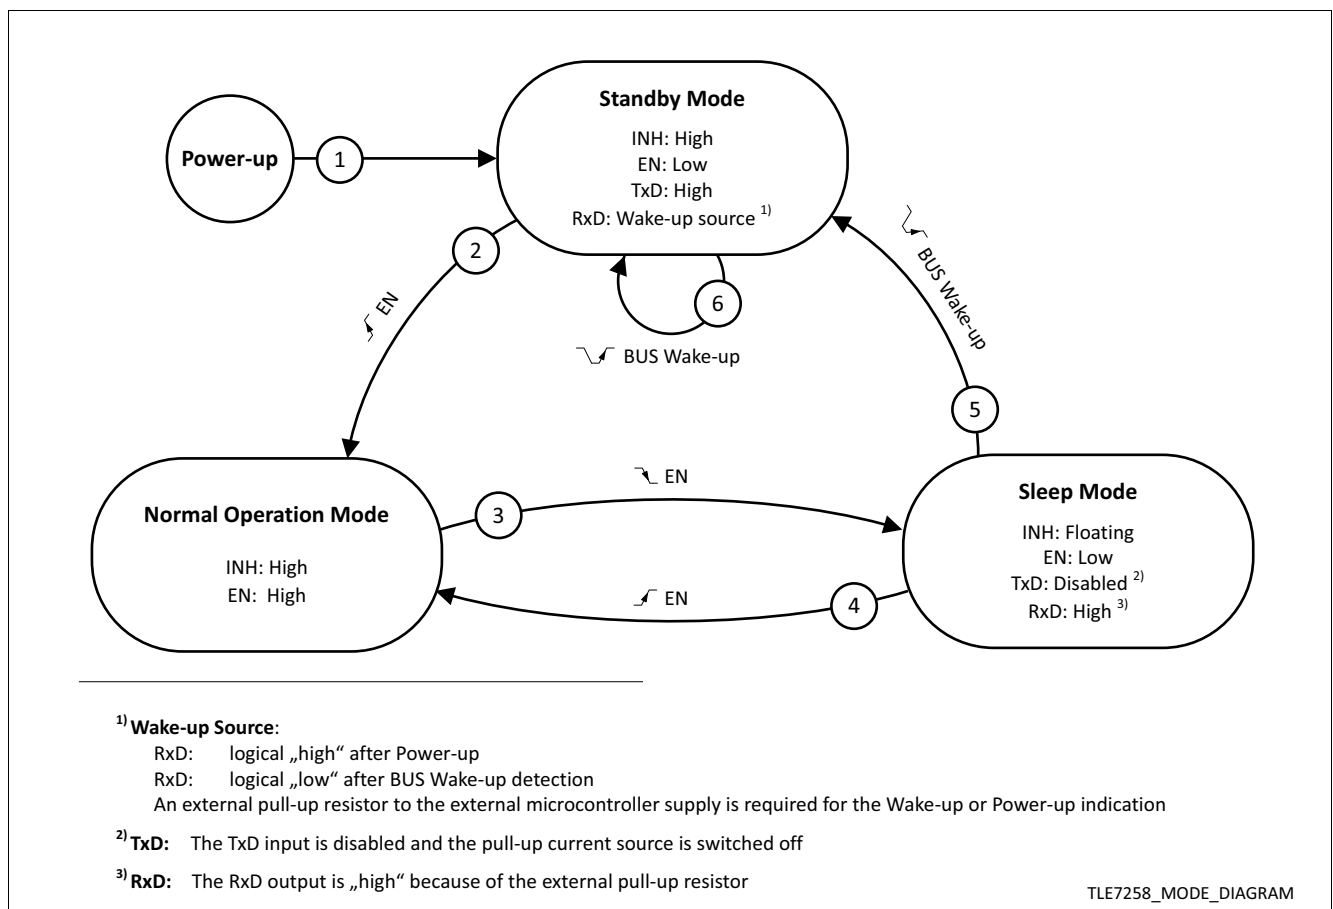 Standby Mode
INH: High
EN: Low
TxD: High
RxD: Wake-up source 1)
Power-up
1
2
EN
6
BUS Wake-up
BUS Wake-up
5
Normal Operation Mode
INH: High
EN: High
3
EN
4
EN
Sleep Mode
INH: Floating
EN: Low
TxD: Disabled 2)
RxD: High 3)
1) Wake-up Source:
RxD: logical „high“ after Power-up
RxD: logical „low“ after BUS Wake-up detection
An external pull-up resistor to the external microcontroller supply is required for the Wake-up or Power-up indication
2) TxD: The TxD input is disabled and the pull-up current source is switched off
3) RxD: The RxD output is „high“ because of the external pull-up resistor
TLE7258_MODE_DIAGRAM